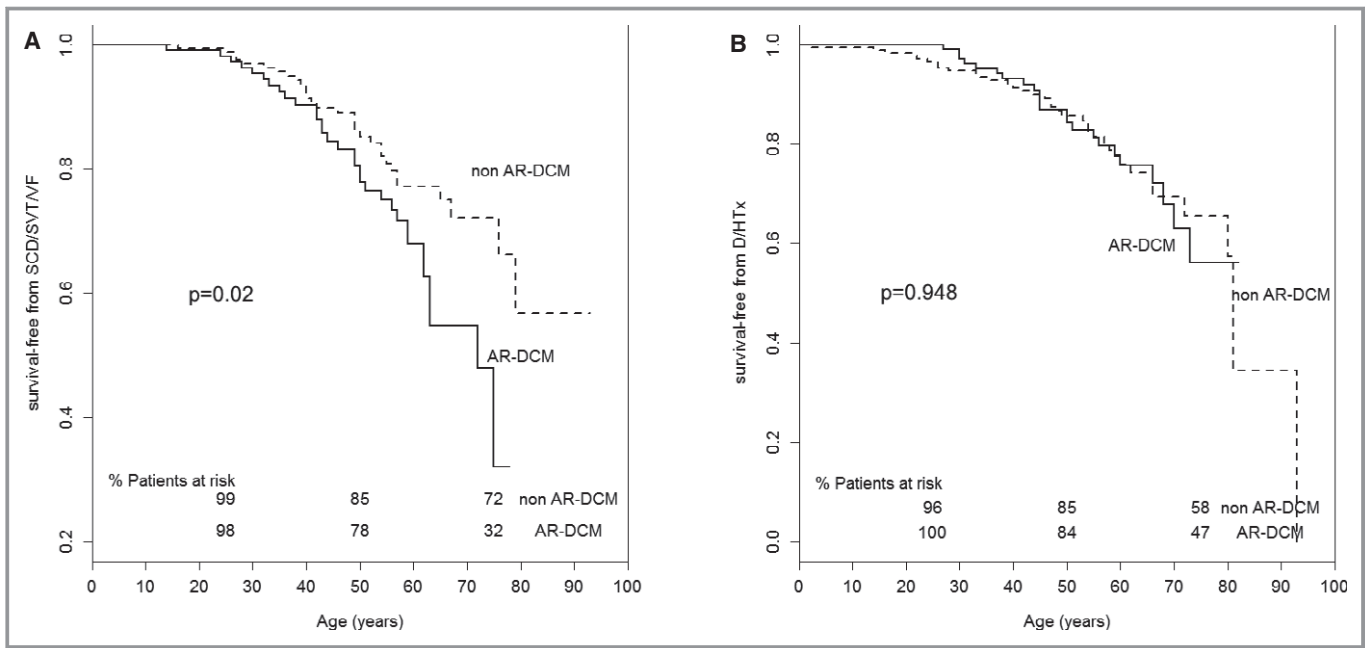 A
survival-free from SCD/SVT/VF
1.0
0.8
0.6
0.4
0.2
non AR-DCM
p=0.02
AR-DCM
% Patients at risk
99 85 72 non AR-DCM
98 78 32 AR-DCM
0 10 20 30 40 50 60 70 80 90 100
Age (years)
B
survival-free from D/HTx
1.0
0.8
0.6
0.4
0.2
0.0
AR-DCM
p=0.948
non AR-DCM
% Patients at risk
96 85 58 non AR-DCM
100 84 47 AR-DCM
0 10 20 30 40 50 60 70 80 90 100
Age (years)